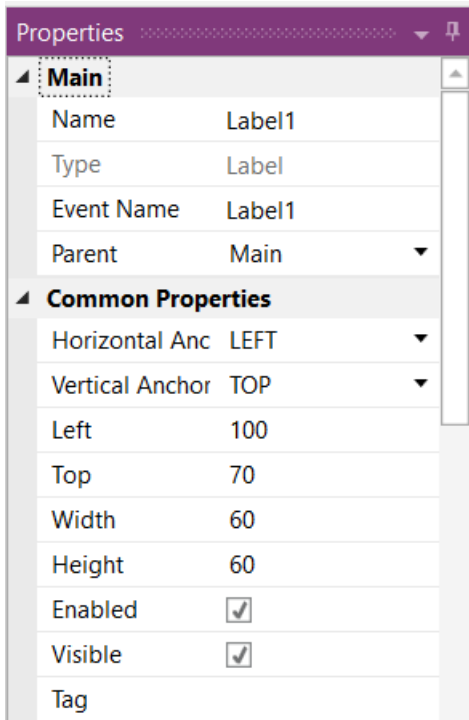 Properties
Main
Name Label1
Type Label
Event Name Label1
Parent Main
Common Properties
Horizontal Anc LEFT
Vertical Anchor TOP
Left 100
Top 70
Width 60
Height 60
Enabled
Visible
Tag